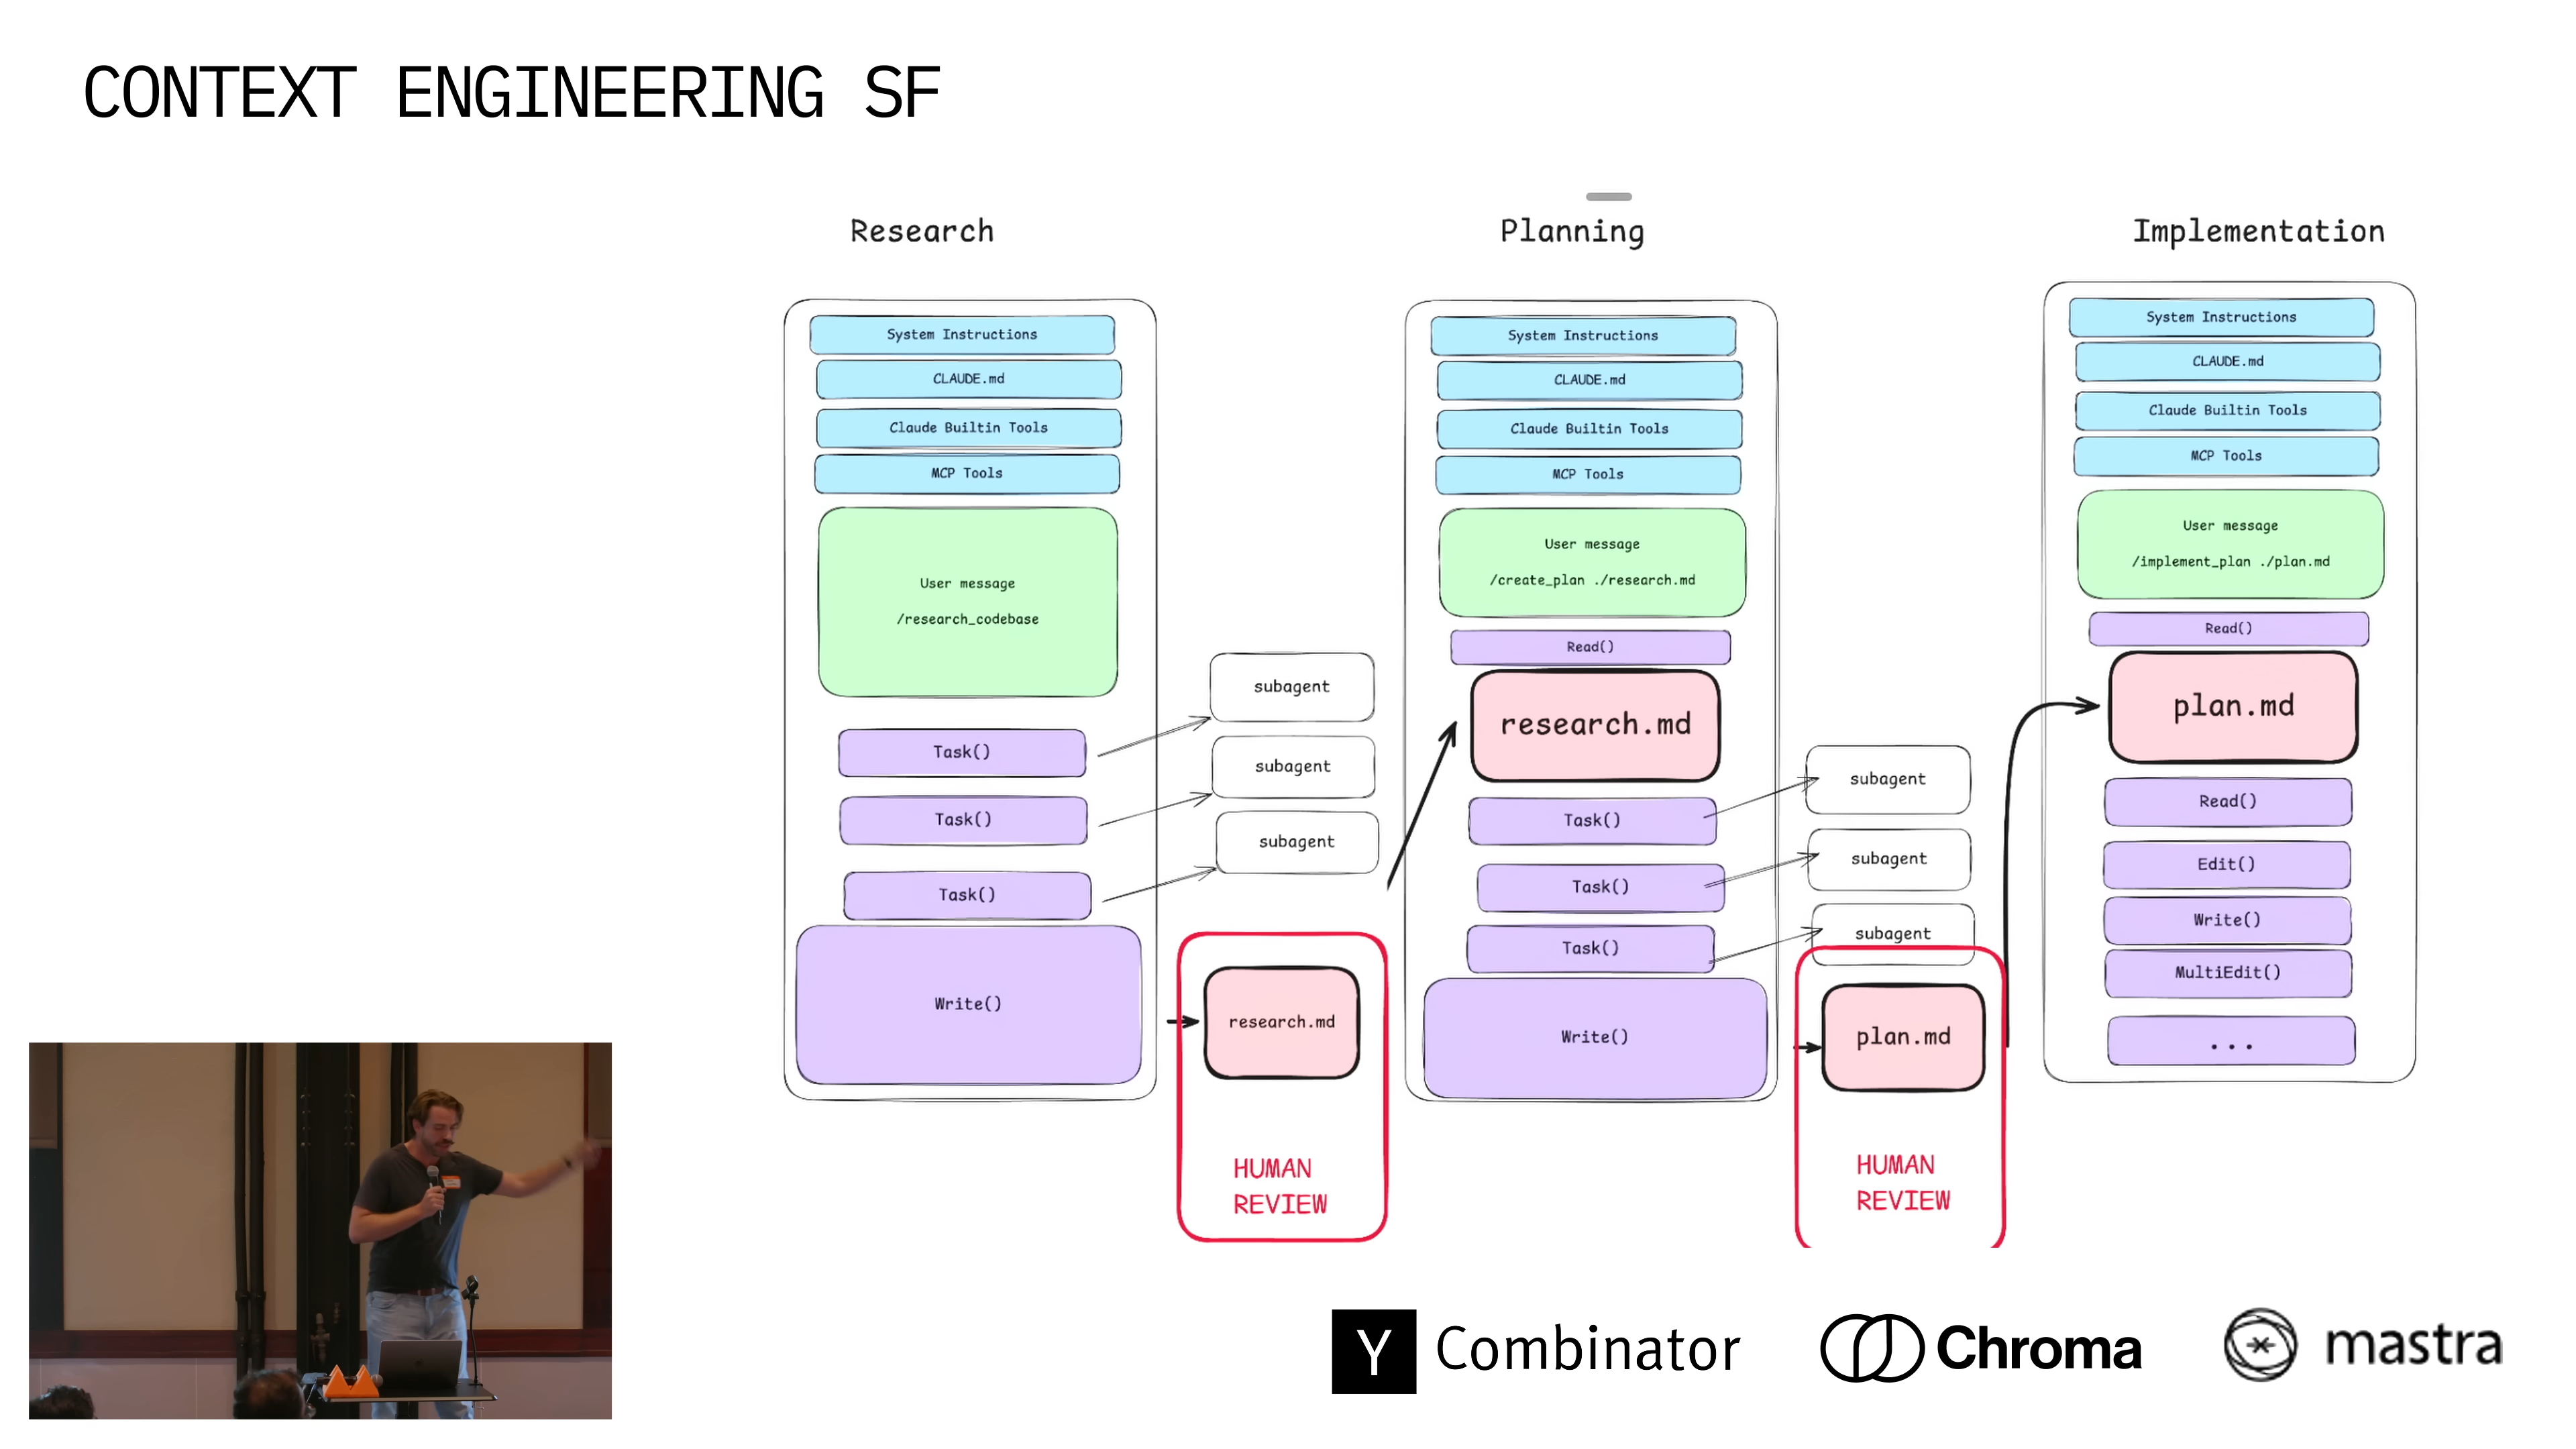 CONTEXT ENGINEERING SF
Research
System Instructions
CLAUDE.md
Claude Builtin Tools
MCP Tools
User message
/research_codebase
Task()
Task()
Task()
Write()
subagent
subagent
subagent
research.md
HUMAN
REVIEW
Planning
System Instructions
CLAUDE.md
Claude Builtin Tools
MCP Tools
User message
/create_plan ./research.md
Read()
research.md
Task()
Task()
Task()
Write()
subagent
subagent
subagent
plan.md
HUMAN
REVIEW
Implementation
System Instructions
CLAUDE.md
Claude Builtin Tools
MCP Tools
User message
/implement_plan ./plan.md
Read()
plan.md
Read()
Edit()
Write()
MultiEdit()
...
Y Combinator
Chroma
mastra